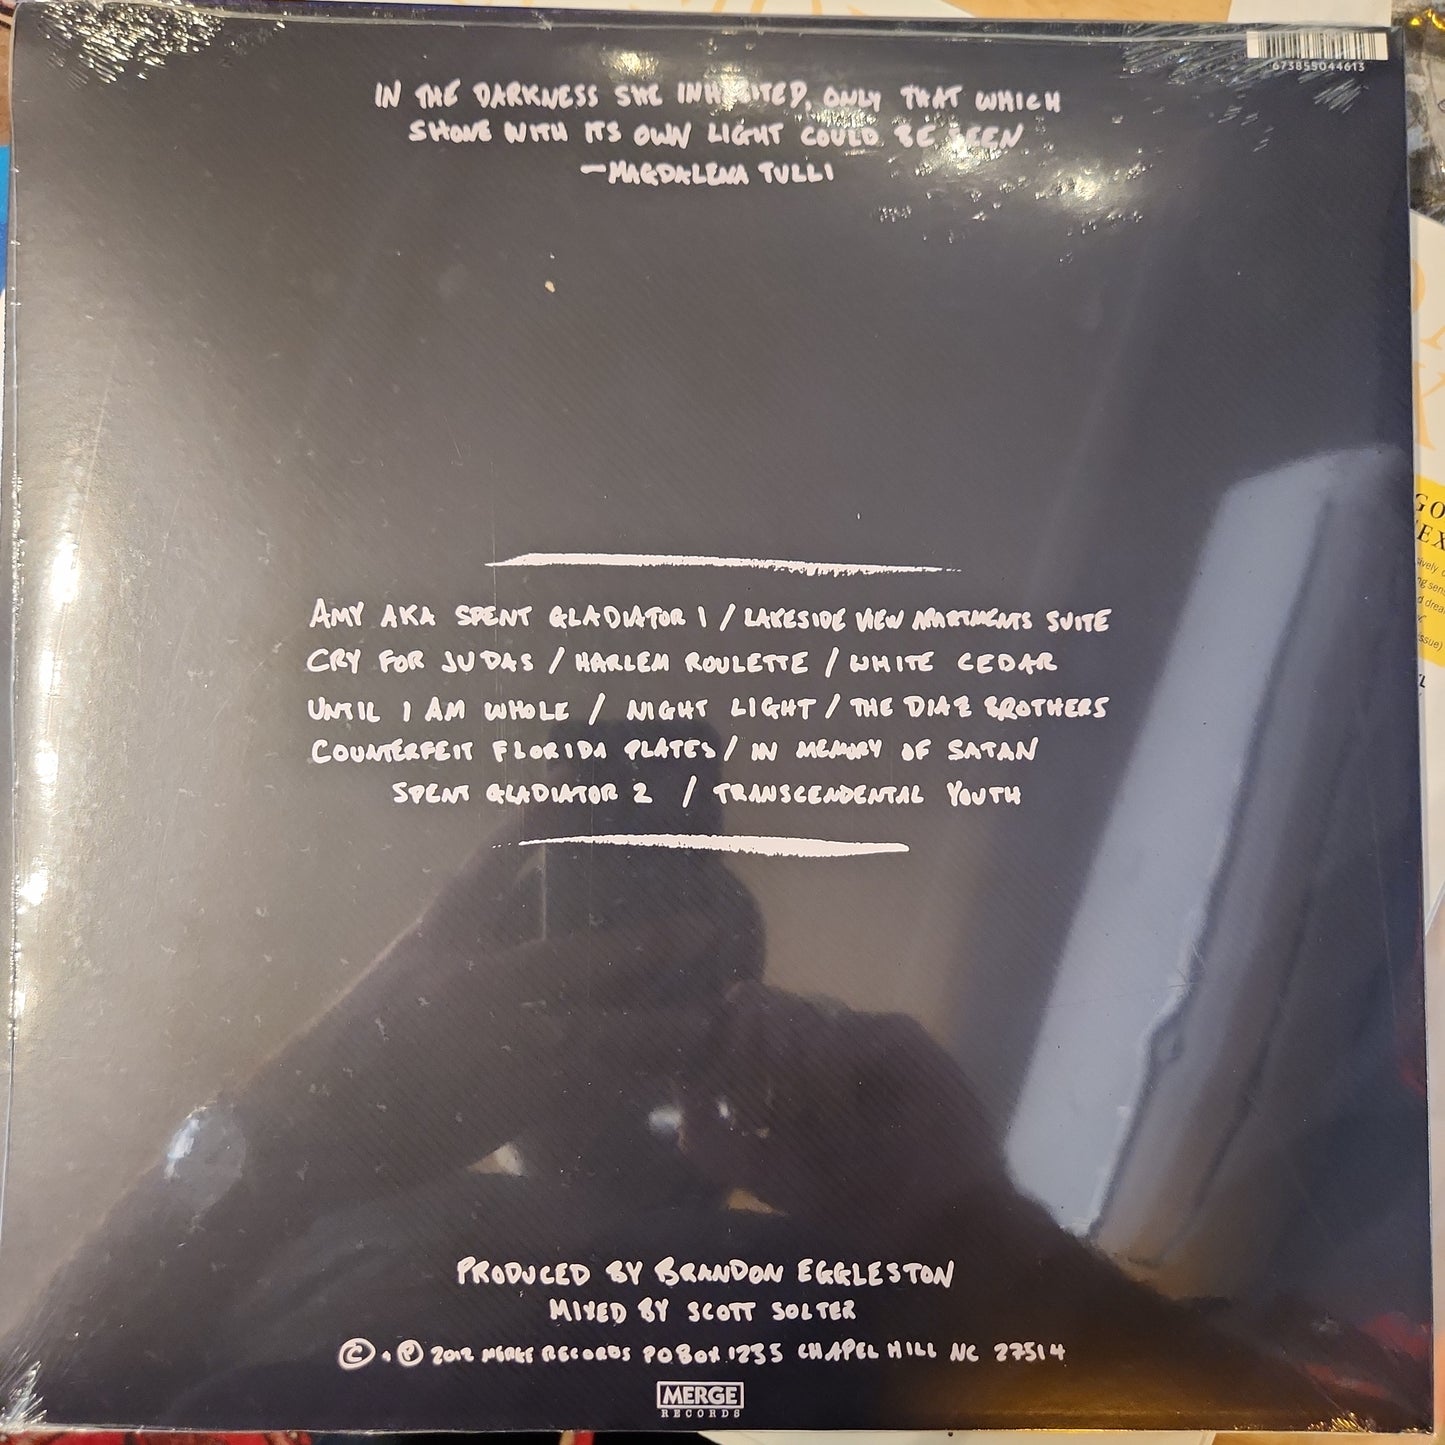 673855044613
IN THE DARKNESS SHE INHABITED, ONLY THAT WHICH
SHONE WITH ITS OWN LIGHT COULD BE SEEN
—MAGDALENA TULLI
AMY AKA SPENT GLADIATOR 1 / LAKESIDE VIEW APARTMENTS SUITE
CRY FOR JUDAS / HARLEM ROULETTE / WHITE CEDAR
UNTIL I AM WHOLE / NIGHT LIGHT / THE DIAZ BROTHERS
COUNTERFEIT FLORIDA PLATES / IN MEMORY OF SATAN
SPENT GLADIATOR 2 / TRANSCENDENTAL YOUTH
PRODUCED BY BRANDON EGGLESTON
MIXED BY SCOTT SOLTER
© + ℗ 2012 MERGE RECORDS PO BOX 1235 CHAPEL HILL NC 27514
MERGE
RECORDS